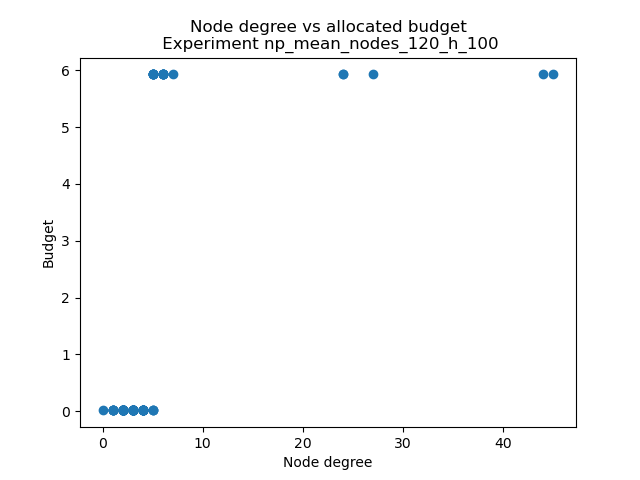 Node degree vs allocated budget
Experiment np_mean_nodes_120_h_100
6
5
4
3
2
1
0
Budget
0 10 20 30 40
Node degree